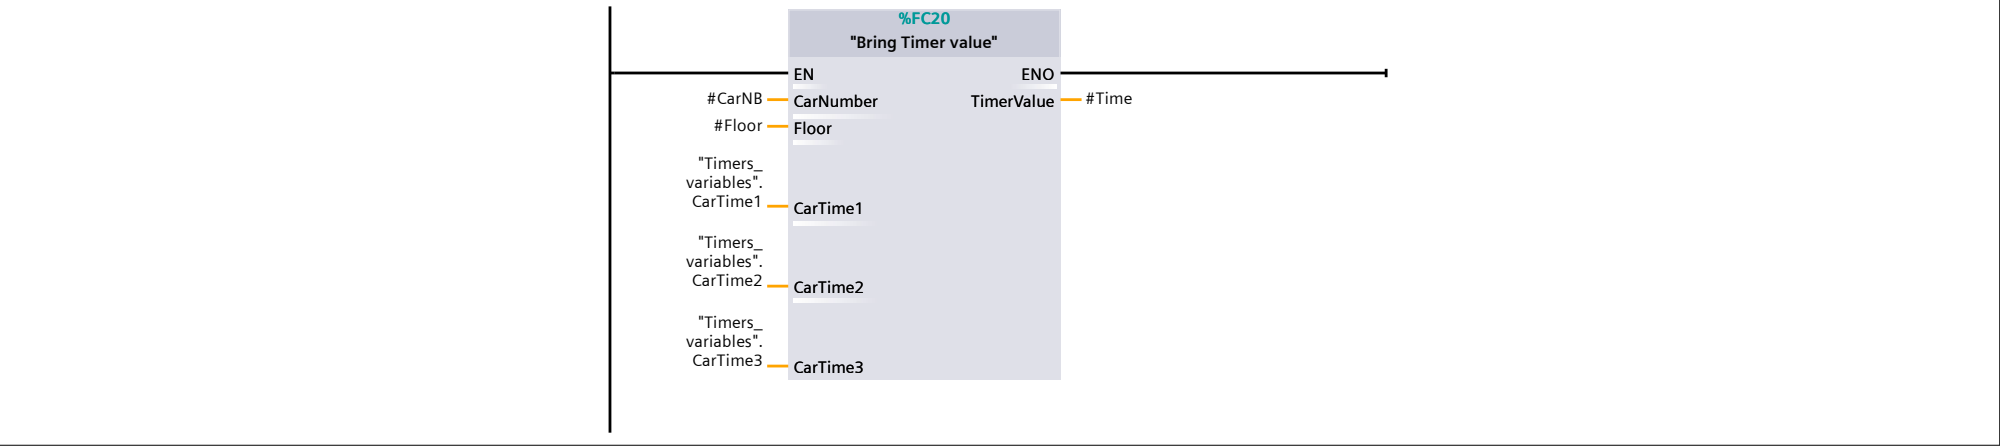 %FC20
"Bring Timer value"
EN
ENO
#CarNB
CarNumber
TimerValue
#Time
#Floor
Floor
"Timers_
variables".
CarTime1
CarTime1
"Timers_
variables".
CarTime2
CarTime2
"Timers_
variables".
CarTime3
CarTime3